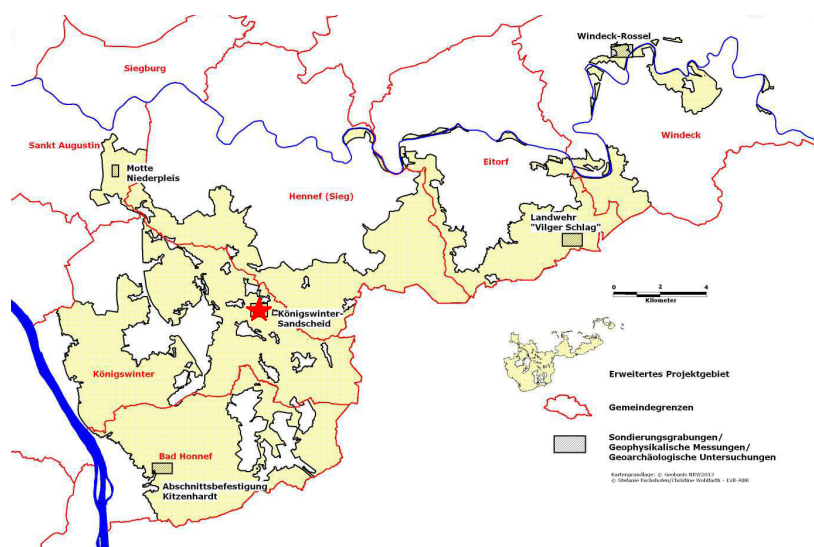 Windeck-Rossel
Siegburg
Sankt Augustin
Windeck
Eitorf
Motte
Niederpleis
Hennef (Sieg)
Landwehr
"Vilger Schlag"
0 2 4
Kilometer
Königswinter-
Sandscheid
Königswinter
Erweitertes Projektgebiet
Gemeindegrenzen
Bad Honnef
Sondierungsgrabungen/
Geophysikalische Messungen/
Geoarchäologische Untersuchungen
Abschnittsbefestigung
Kitzenhardt
Kartengrundlage: © Geobasis NRW2013
© Stefanie Fuchshofen/Christine Wohlfarth - LVR-ABR